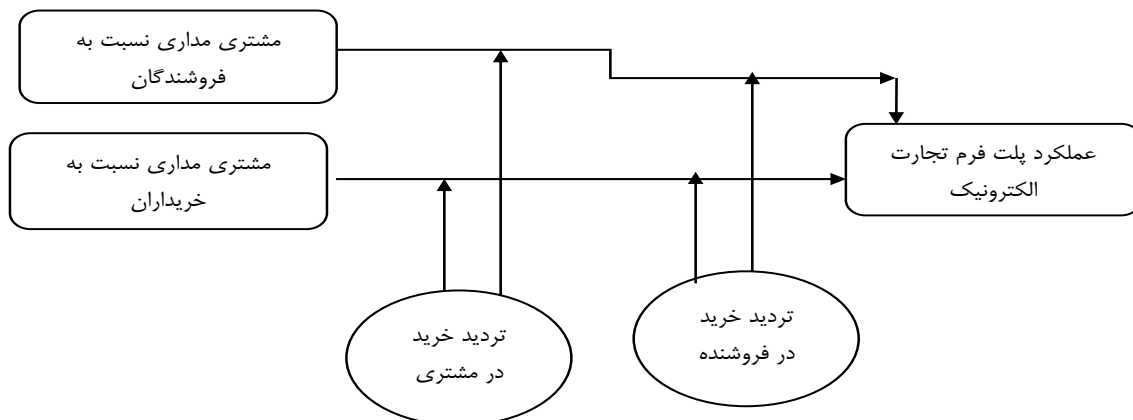 مشتری مداری نسبت به
فروشندگان
مشتری مداری نسبت به
خریداران
عملکرد پلت فرم تجارت
الکترونیک
تردید خرید
در فروشنده
تردید خرید
در مشتری